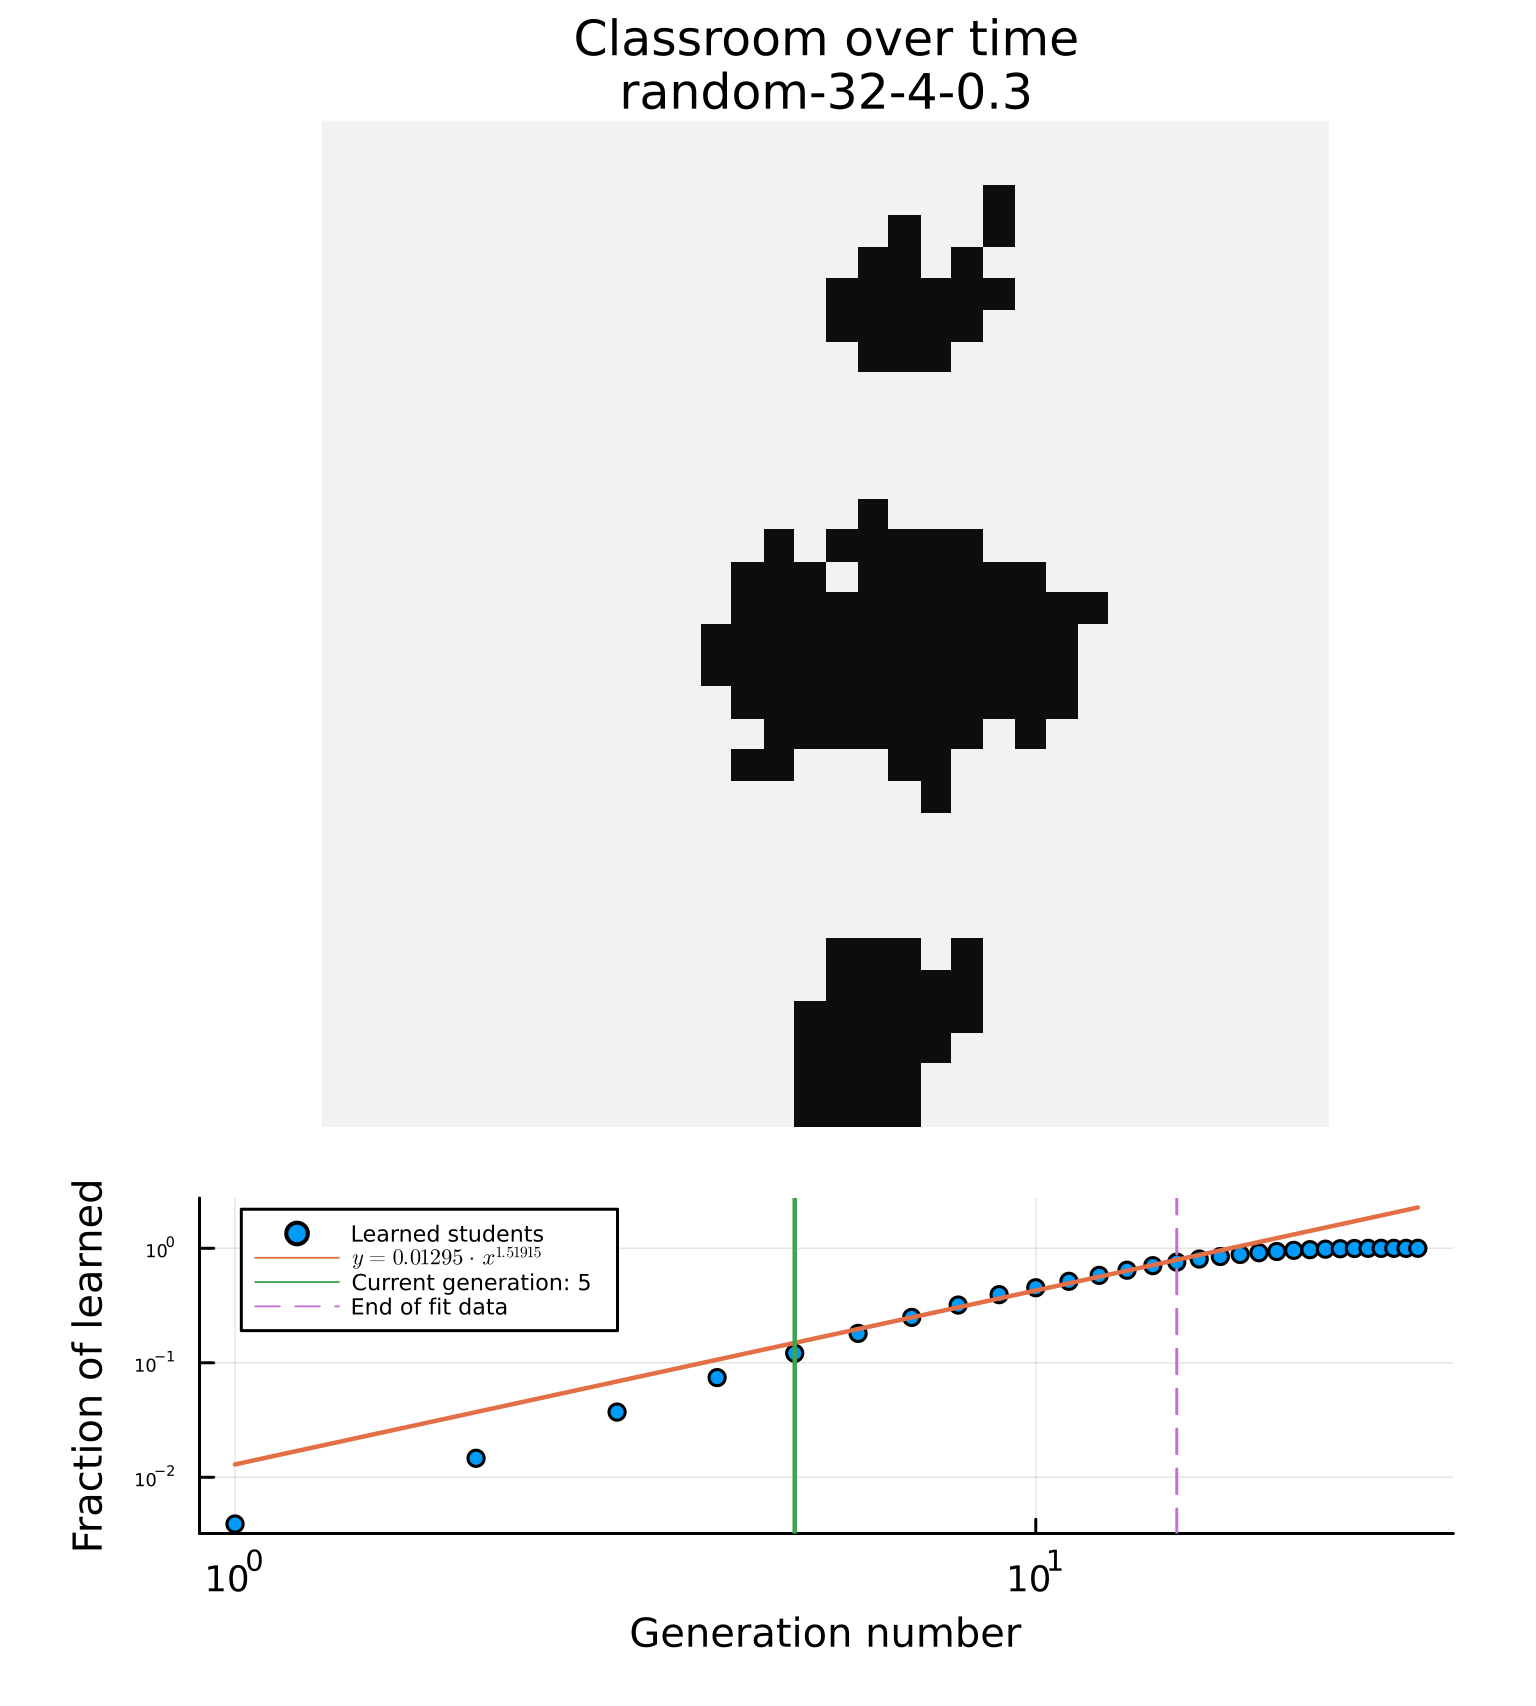 Classroom over time
random-32-4-0.3
Fraction of learned
10^0
10^-1
10^-2
Learned students
y = 0.01295 · x^1.51915
Current generation: 5
End of fit data
10^0
10^1
Generation number